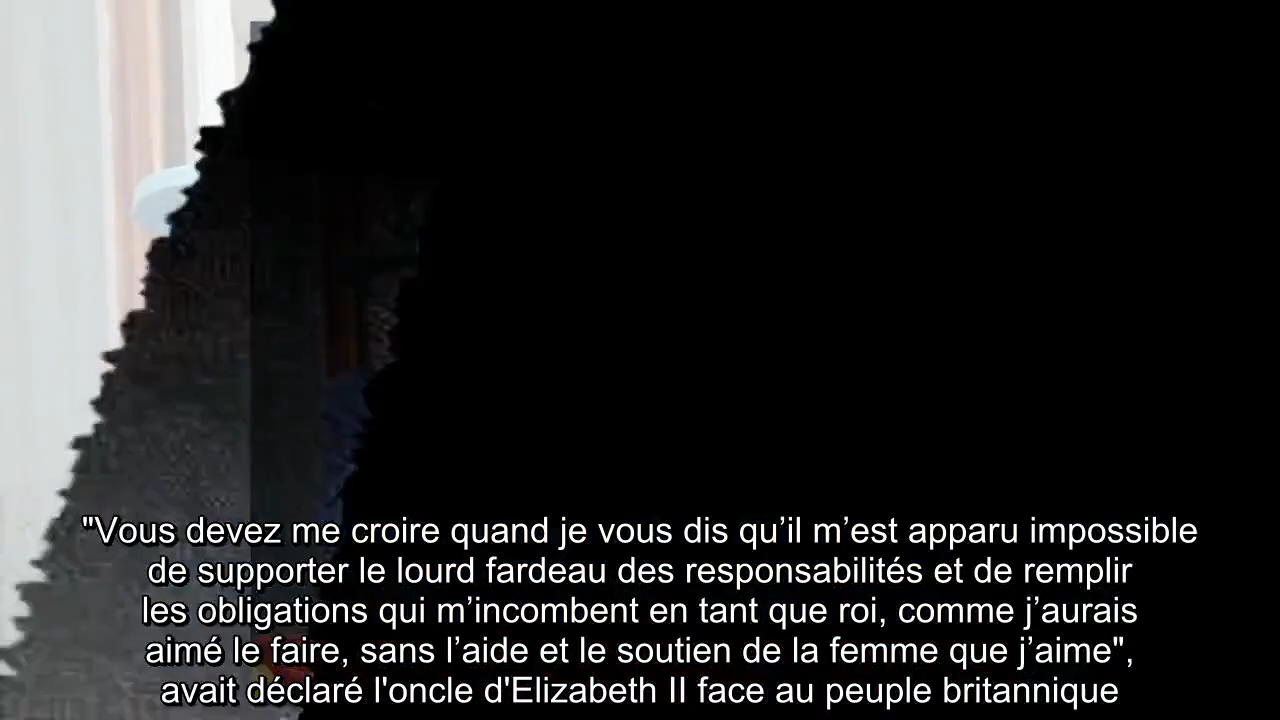 "Vous devez me croire quand je vous dis qu’il m’est apparu impossible
de supporter le lourd fardeau des responsabilités et de remplir
les obligations qui m’incombent en tant que roi, comme j’aurais
aimé le faire, sans l’aide et le soutien de la femme que j’aime",
avait déclaré l'oncle d'Elizabeth II face au peuple britannique